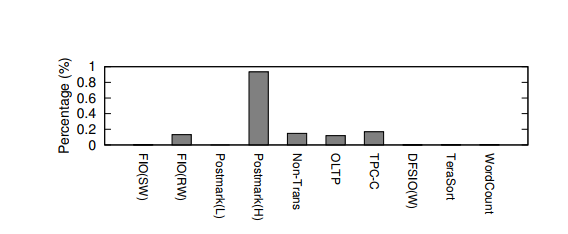 Percentage (%)
1
0.8
0.6
0.4
0.2
0
FIO(SW)
FIO(RW)
Postmark(L)
Postmark(H)
Non-Trans
OLTP
TPC-C
DFSIO(W)
TeraSort
WordCount